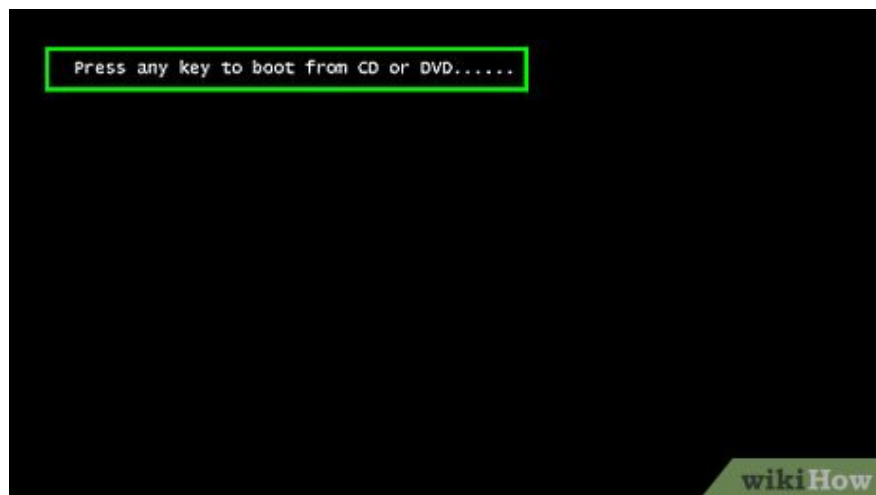 Press any key to boot from CD or DVD......
wikiHow